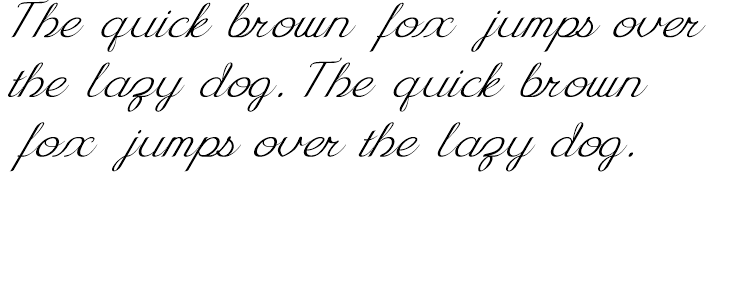 The quick brown fox jumps over
the lazy dog. The quick brown
fox jumps over the lazy dog.